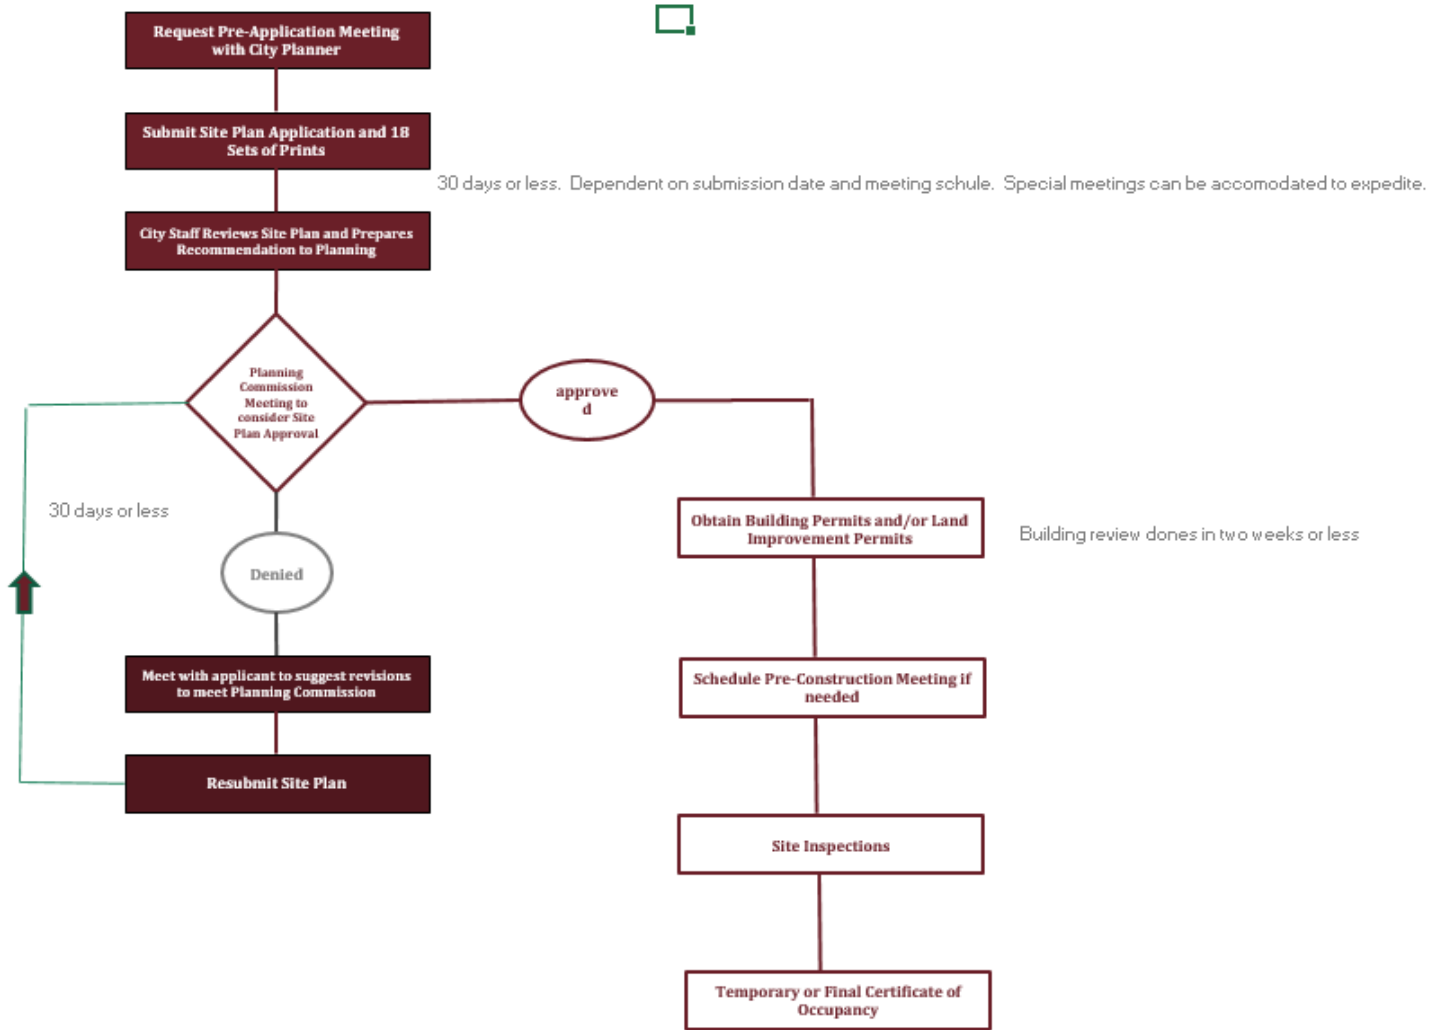 Request Pre-Application Meeting
with City Planner
Submit Site Plan Application and 18
Sets of Prints
30 days or less.  Dependent on submission date and meeting schule.  Special meetings can be accomodated to expedite.
City Staff Reviews Site Plan and Prepares
Recommendation to Planning
Planning
Commission
Meeting to
consider Site
Plan Approval
approve
d
30 days or less
Denied
Obtain Building Permits and/or Land
Improvement Permits
Building review dones in two weeks or less
Meet with applicant to suggest revisions
to meet Planning Commission
Schedule Pre-Construction Meeting if
needed
Resubmit Site Plan
Site Inspections
Temporary or Final Certificate of
Occupancy